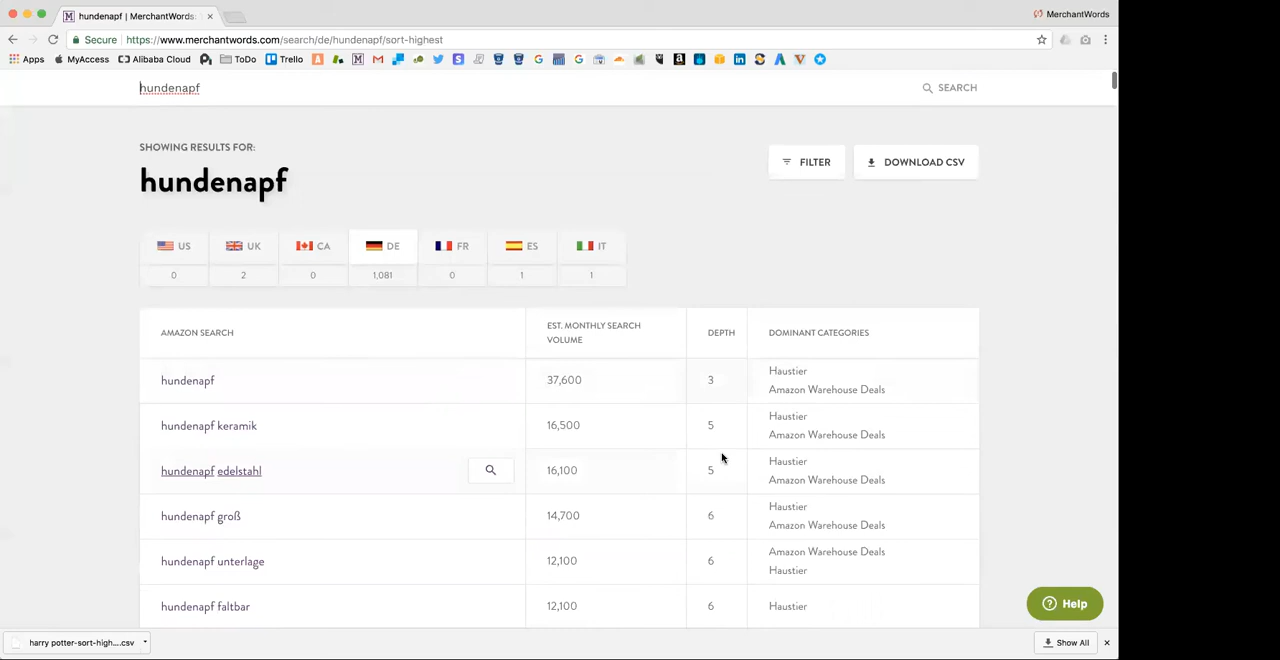 hundenapf | MerchantWords
MerchantWords
Secure https://www.merchantwords.com/search/de/hundenapf/sort-highest
Apps MyAccess Alibaba Cloud ToDo Trello
hundenapf SEARCH
SHOWING RESULTS FOR:
hundenapf
FILTER DOWNLOAD CSV
US UK CA DE FR ES IT
0 2 0 1,081 0 1 1
AMAZON SEARCH EST. MONTHLY SEARCH VOLUME DEPTH DOMINANT CATEGORIES
hundenapf 37,600 3 Haustier
Amazon Warehouse Deals
hundenapf keramik 16,500 5 Haustier
Amazon Warehouse Deals
hundenapf edelstahl 16,100 5 Haustier
Amazon Warehouse Deals
hundenapf groß 14,700 6 Haustier
Amazon Warehouse Deals
hundenapf unterlage 12,100 6 Amazon Warehouse Deals
Haustier
hundenapf faltbar 12,100 6 Haustier
Help
harry potter-sort-high....csv Show All